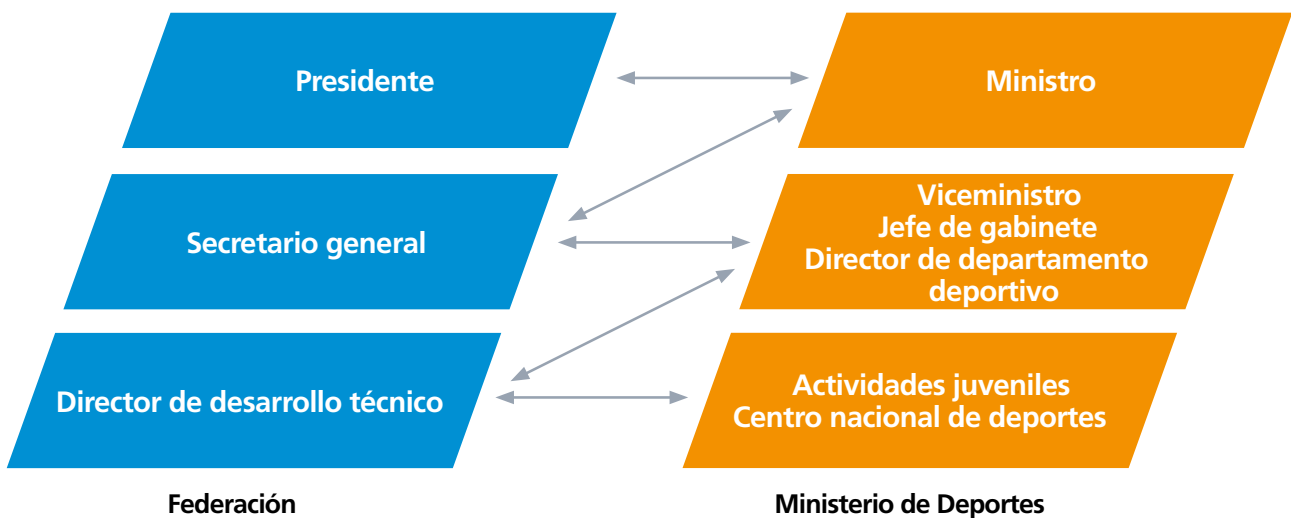 Presidente
Ministro
Secretario general
Viceministro
Jefe de gabinete
Director de departamento
deportivo
Director de desarrollo técnico
Actividades juveniles
Centro nacional de deportes
Federación
Ministerio de Deportes